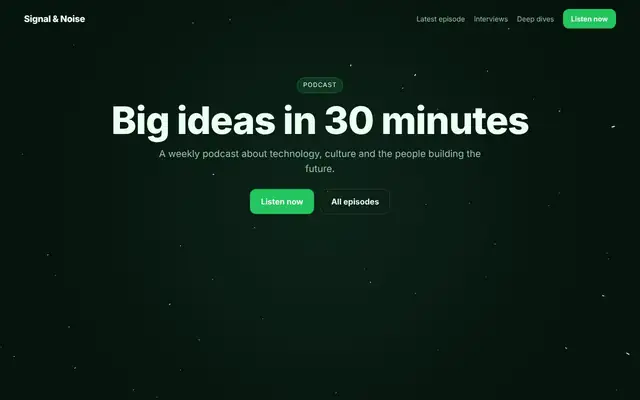 Signal & Noise
Latest episode
Interviews
Deep dives
Listen now
PODCAST
Big ideas in 30 minutes
A weekly podcast about technology, culture and the people building the
future.
Listen now
All episodes